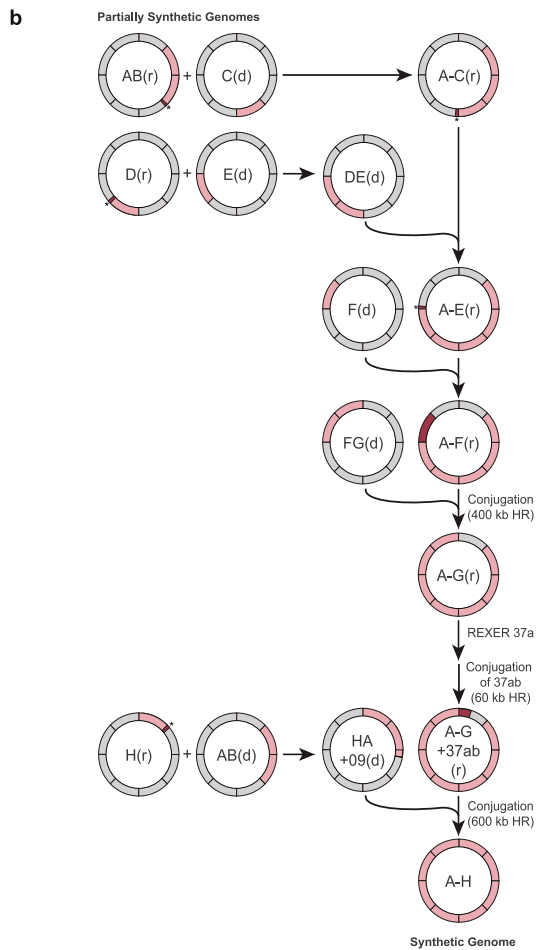 b
Partially Synthetic Genomes
AB(r)
+
C(d)
A-C(r)
*
*
D(r)
+
E(d)
DE(d)
*
F(d)
A-E(r)
*
FG(d)
A-F(r)
Conjugation
(400 kb HR)
A-G(r)
REXER 37a
Conjugation
of 37ab
(60 kb HR)
H(r)
*
+
AB(d)
HA
+09(d)
A-G
+37ab
(r)
Conjugation
(600 kb HR)
A-H
Synthetic Genome